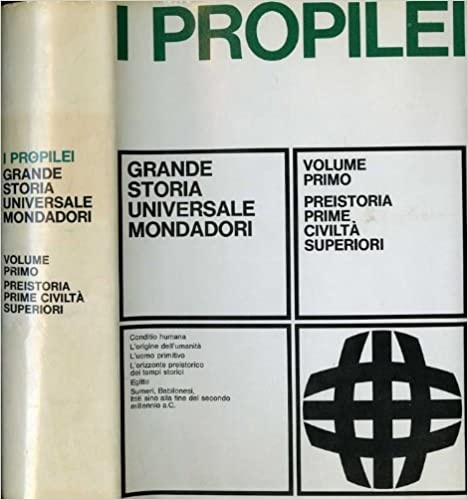 I PROPILEI
GRANDE
STORIA
UNIVERSALE
MONDADORI
VOLUME
PRIMO
PREISTORIA
PRIME CIVILTÀ
SUPERIORI
I PROPILEI
GRANDE
STORIA
UNIVERSALE
MONDADORI
VOLUME
PRIMO
PREISTORIA
PRIME
CIVILTÀ
SUPERIORI
Conditio humana
L'origine dell'umanità
L'uomo primitivo
L'orizzonte preistorico
dei tempi storici
Egitto
Sumeri, Babilonesi,
Ittiti sino alla fine del secondo
millennio a.C.